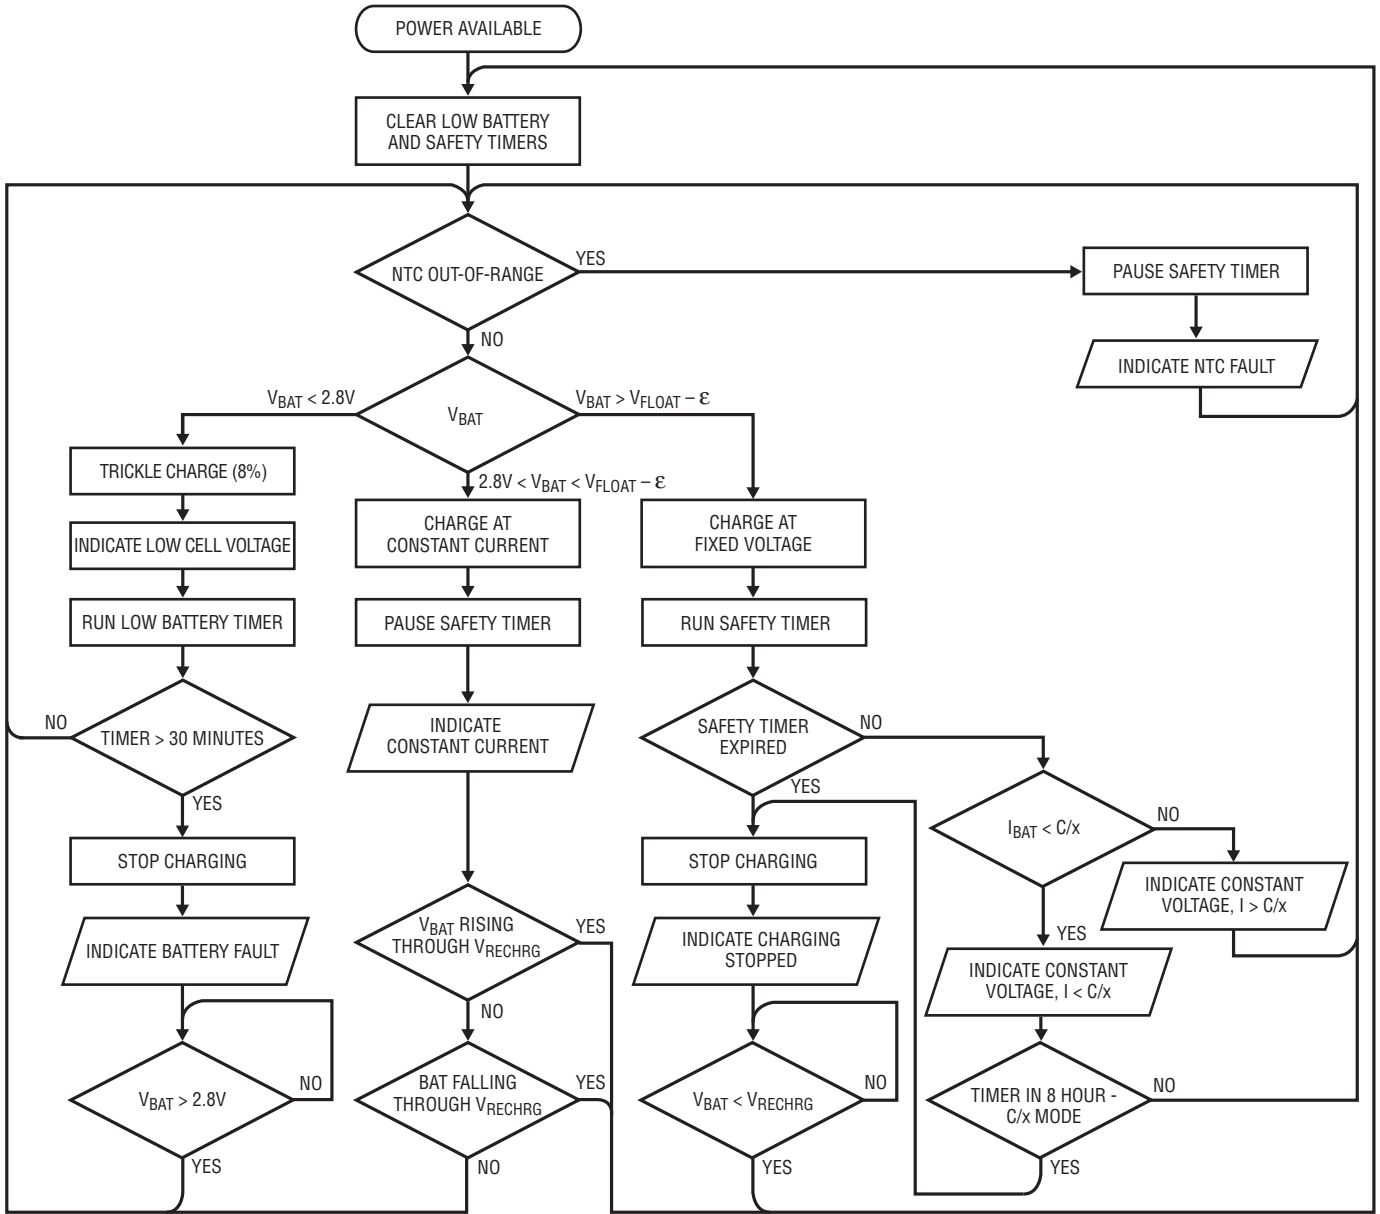 POWER AVAILABLE
CLEAR LOW BATTERY
AND SAFETY TIMERS
NTC OUT-OF-RANGE
YES
PAUSE SAFETY TIMER
INDICATE NTC FAULT
NO
VBAT
VBAT < 2.8V
VBAT > VFLOAT – ε
2.8V < VBAT < VFLOAT – ε
TRICKLE CHARGE (8%)
INDICATE LOW CELL VOLTAGE
RUN LOW BATTERY TIMER
NO
TIMER > 30 MINUTES
YES
STOP CHARGING
INDICATE BATTERY FAULT
VBAT > 2.8V
NO
YES
CHARGE AT
CONSTANT CURRENT
PAUSE SAFETY TIMER
INDICATE
CONSTANT CURRENT
VBAT RISING
THROUGH VRECHRG
YES
NO
BAT FALLING
THROUGH VRECHRG
YES
NO
CHARGE AT
FIXED VOLTAGE
RUN SAFETY TIMER
SAFETY TIMER
EXPIRED
NO
YES
STOP CHARGING
INDICATE CHARGING
STOPPED
VBAT < VRECHRG
NO
YES
IBAT < C/x
NO
INDICATE CONSTANT
VOLTAGE, I > C/x
YES
INDICATE CONSTANT
VOLTAGE, I < C/x
TIMER IN 8 HOUR -
C/x MODE
NO
YES